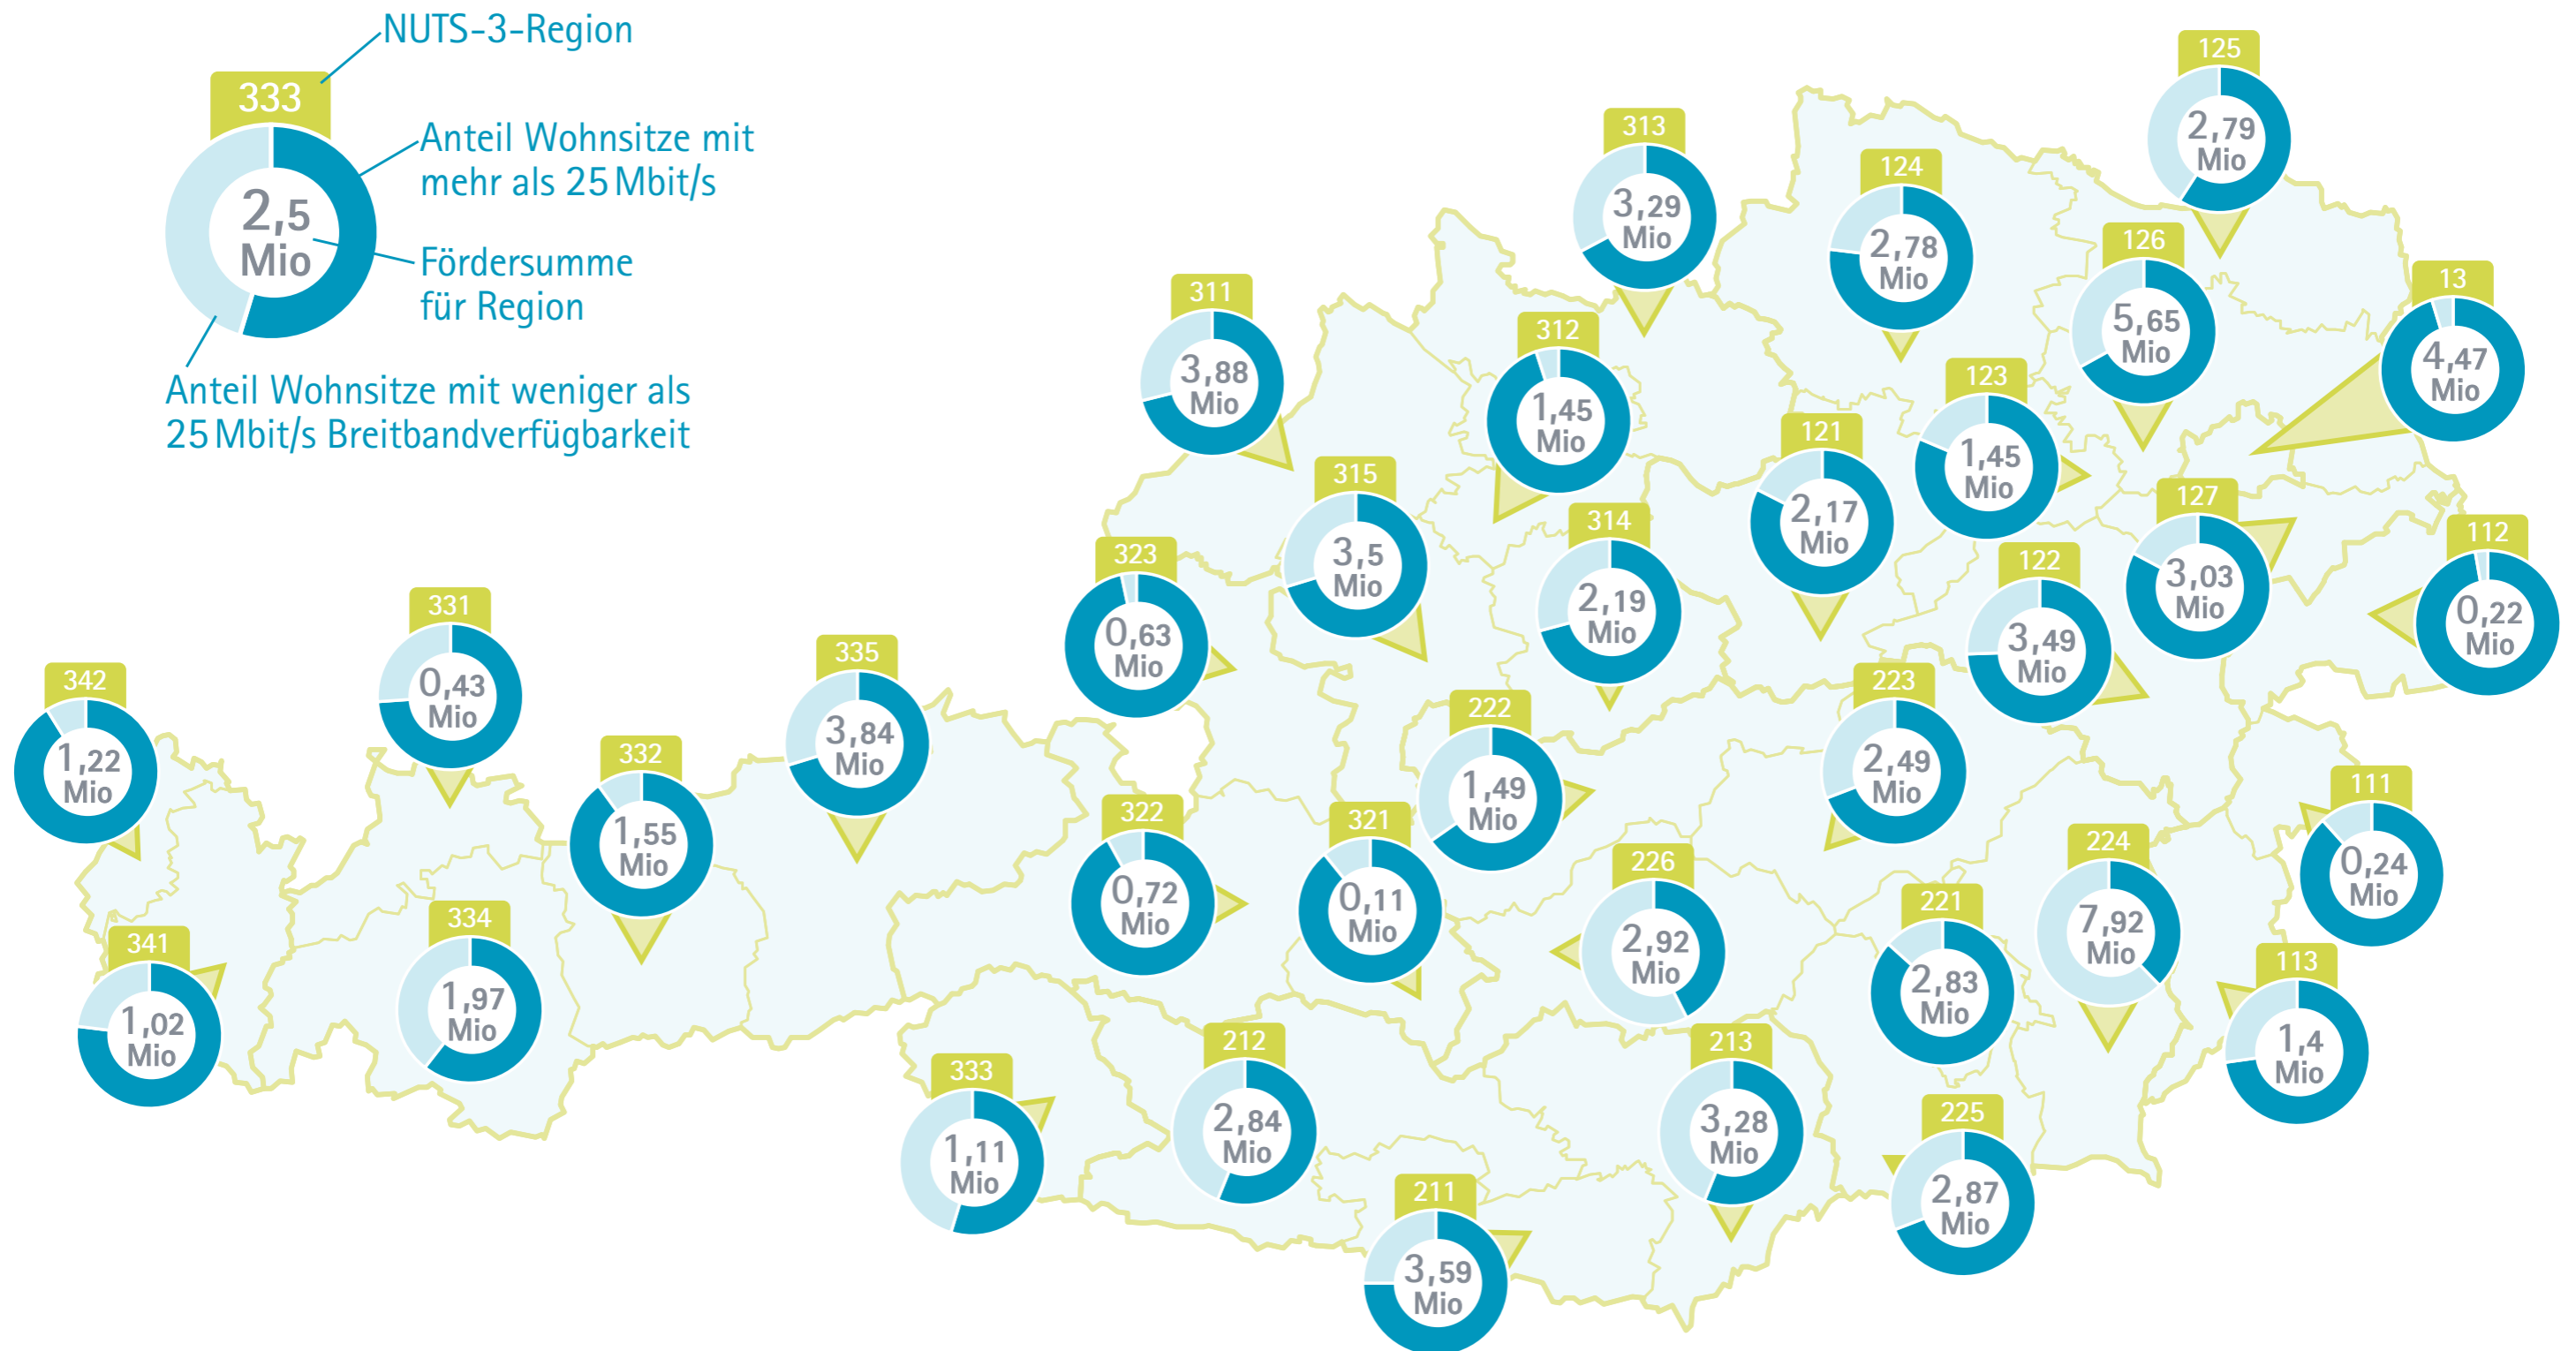 NUTS-3-Region
333
Anteil Wohnsitze mit
mehr als 25 Mbit/s
2,5
Mio
Fördersumme
für Region
Anteil Wohnsitze mit weniger als
25 Mbit/s Breitbandverfügbarkeit
125
2,79
Mio
313
3,29
Mio
124
2,78
Mio
126
5,65
Mio
13
4,47
Mio
311
3,88
Mio
312
1,45
Mio
123
1,45
Mio
121
2,17
Mio
315
3,5
Mio
127
3,03
Mio
314
2,19
Mio
112
0,22
Mio
323
0,63
Mio
122
3,49
Mio
331
0,43
Mio
335
3,84
Mio
342
1,22
Mio
223
2,49
Mio
222
1,49
Mio
332
1,55
Mio
111
0,24
Mio
322
0,72
Mio
321
0,11
Mio
224
7,92
Mio
226
2,92
Mio
221
2,83
Mio
334
1,97
Mio
341
1,02
Mio
113
1,4
Mio
212
2,84
Mio
213
3,28
Mio
333
1,11
Mio
225
2,87
Mio
211
3,59
Mio